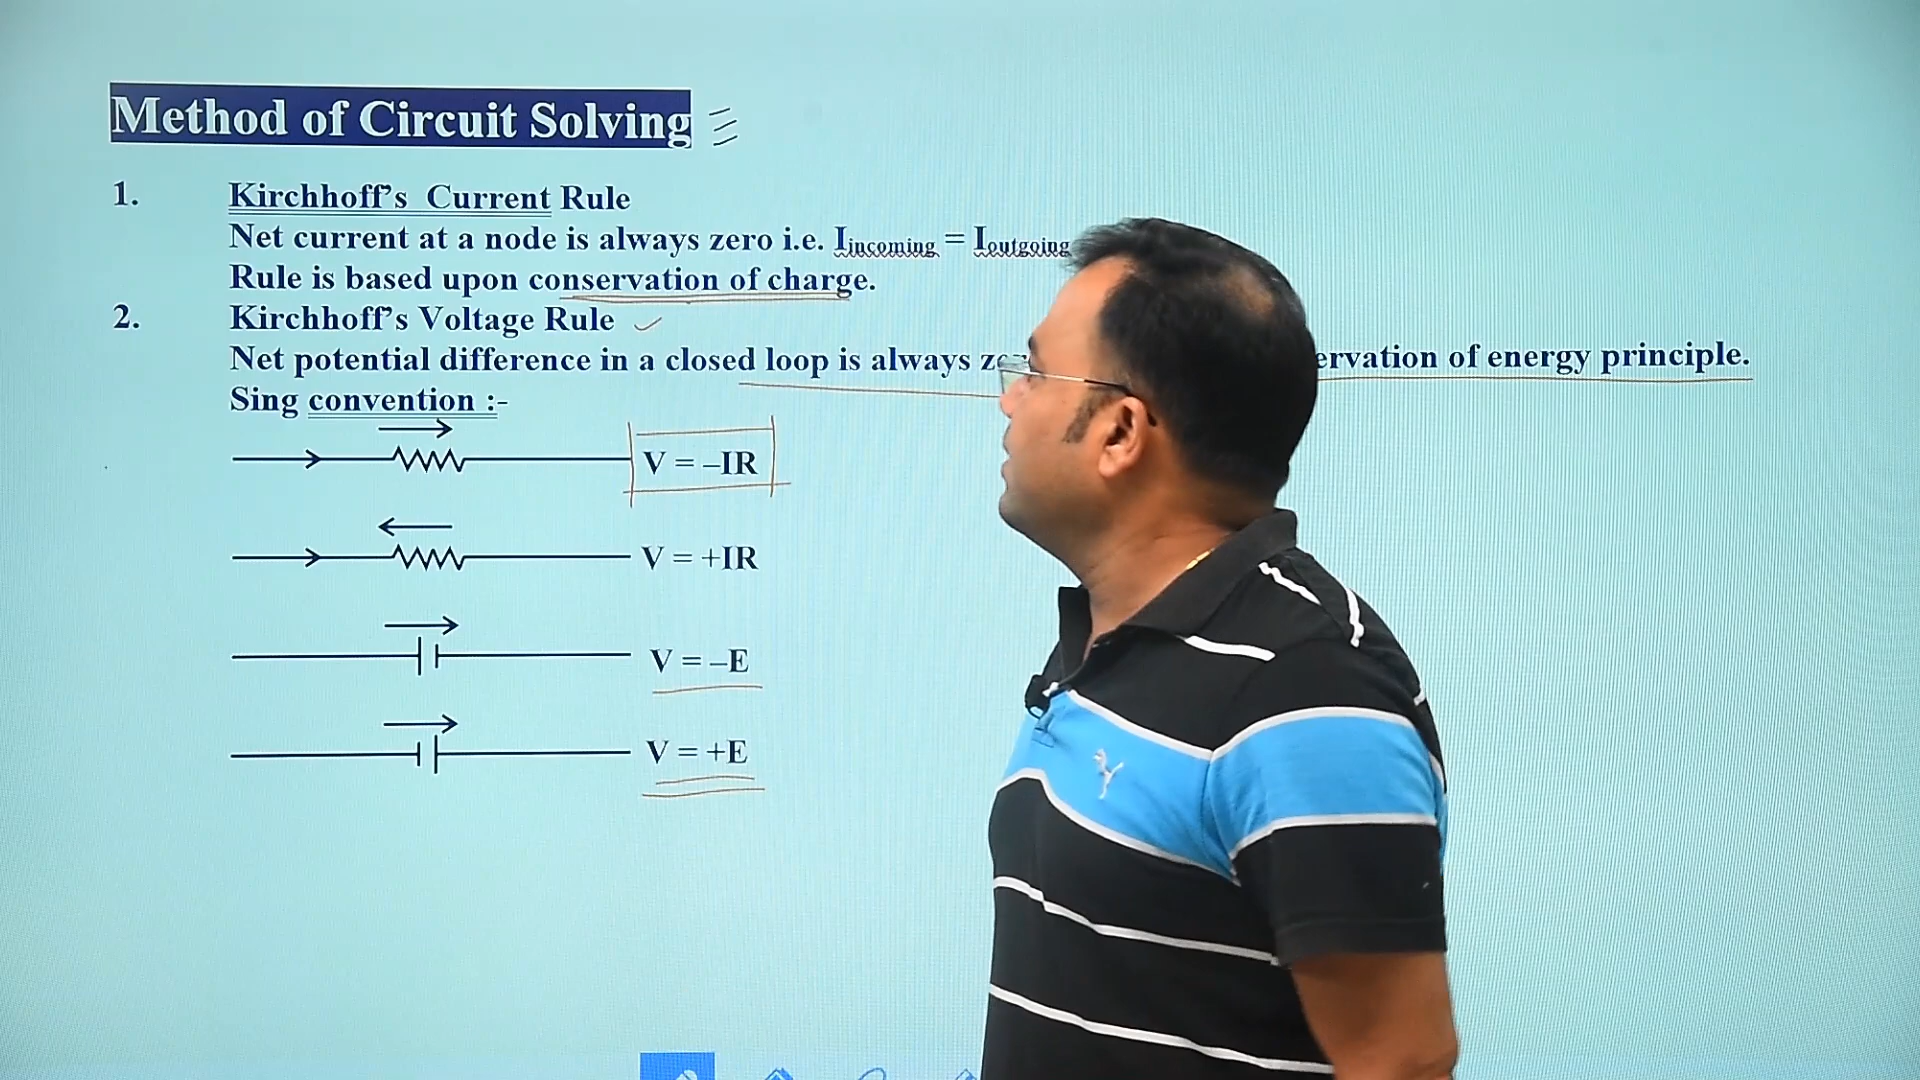 Method of Circuit Solving
1. Kirchhoff's Current Rule
Net current at a node is always zero i.e. Iincoming = Ioutgoing
Rule is based upon conservation of charge.
2. Kirchhoff's Voltage Rule
Net potential difference in a closed loop is always ervation of energy principle.
Sing convention :-
V = –IR
V = +IR
V = –E
V = +E